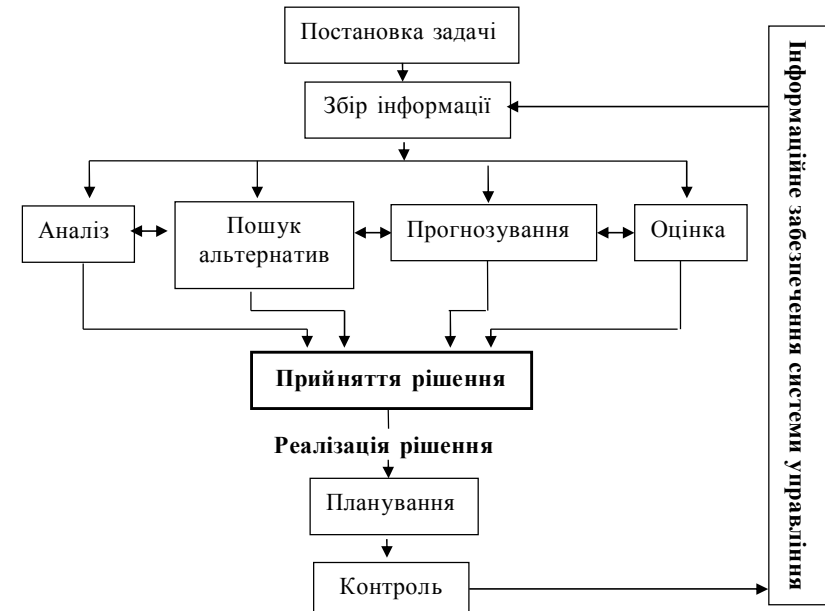 Постановка задачі
Збір інформації
Аналіз
Пошук
альтернатив
Прогнозування
Оцінка
Прийняття рішення
Реалізація рішення
Планування
Контроль
Інформаційне забезпечення системи управління